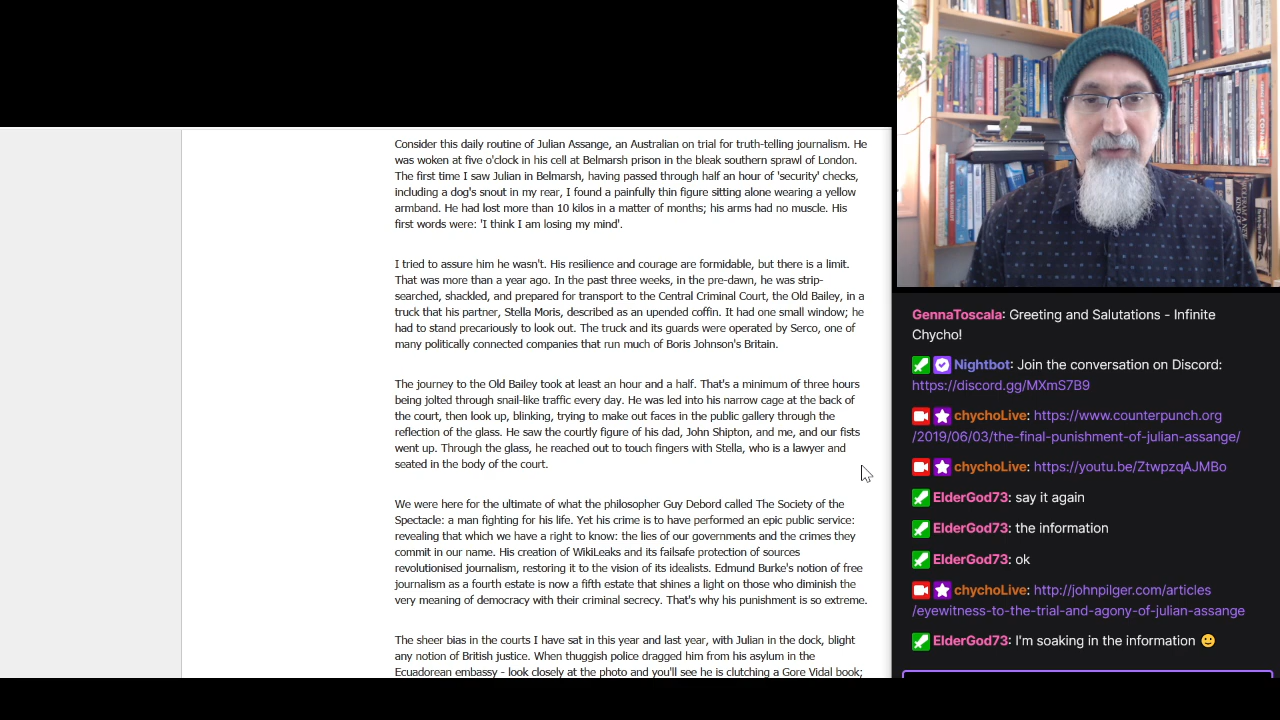 Consider this daily routine of Julian Assange, an Australian on trial for truth-telling journalism. He
was woken at five o'clock in his cell at Belmarsh prison in the bleak southern sprawl of London.
The first time I saw Julian in Belmarsh, having passed through half an hour of 'security' checks,
including a dog's snout in my rear, I found a painfully thin figure sitting alone wearing a yellow
armband. He had lost more than 10 kilos in a matter of months; his arms had no muscle. His
first words were: 'I think I am losing my mind'.
I tried to assure him he wasn't. His resilience and courage are formidable, but there is a limit.
That was more than a year ago. In the past three weeks, in the pre-dawn, he was strip-
searched, shackled, and prepared for transport to the Central Criminal Court, the Old Bailey, in a
truck that his partner, Stella Moris, described as an upended coffin. It had one small window; he
had to stand precariously to look out. The truck and its guards were operated by Serco, one of
many politically connected companies that run much of Boris Johnson's Britain.
The journey to the Old Bailey took at least an hour and a half. That's a minimum of three hours
being jolted through snail-like traffic every day. He was led into his narrow cage at the back of
the court, then look up, blinking, trying to make out faces in the public gallery through the
reflection of the glass. He saw the courtly figure of his dad, John Shipton, and me, and our fists
went up. Through the glass, he reached out to touch fingers with Stella, who is a lawyer and
seated in the body of the court.
We were here for the ultimate of what the philosopher Guy Debord called The Society of the
Spectacle: a man fighting for his life. Yet his crime is to have performed an epic public service:
revealing that which we have a right to know: the lies of our governments and the crimes they
commit in our name. His creation of WikiLeaks and its failsafe protection of sources
revolutionised journalism, restoring it to the vision of its idealists. Edmund Burke's notion of free
journalism as a fourth estate is now a fifth estate that shines a light on those who diminish the
very meaning of democracy with their criminal secrecy. That's why his punishment is so extreme.
The sheer bias in the courts I have sat in this year and last year, with Julian in the dock, blight
any notion of British justice. When thuggish police dragged him from his asylum in the
Ecuadorean embassy - look closely at the photo and you'll see he is clutching a Gore Vidal book;
GennaToscala: Greeting and Salutations - Infinite
Chycho!
Nightbot: Join the conversation on Discord:
https://discord.gg/MXmS7B9
chychoLive: https://www.counterpunch.org
/2019/06/03/the-final-punishment-of-julian-assange/
chychoLive: https://youtu.be/ZtwpzqAJMBo
ElderGod73: say it again
ElderGod73: the information
ElderGod73: ok
chychoLive: http://johnpilger.com/articles
/eyewitness-to-the-trial-and-agony-of-julian-assange
ElderGod73: I'm soaking in the information 🙂